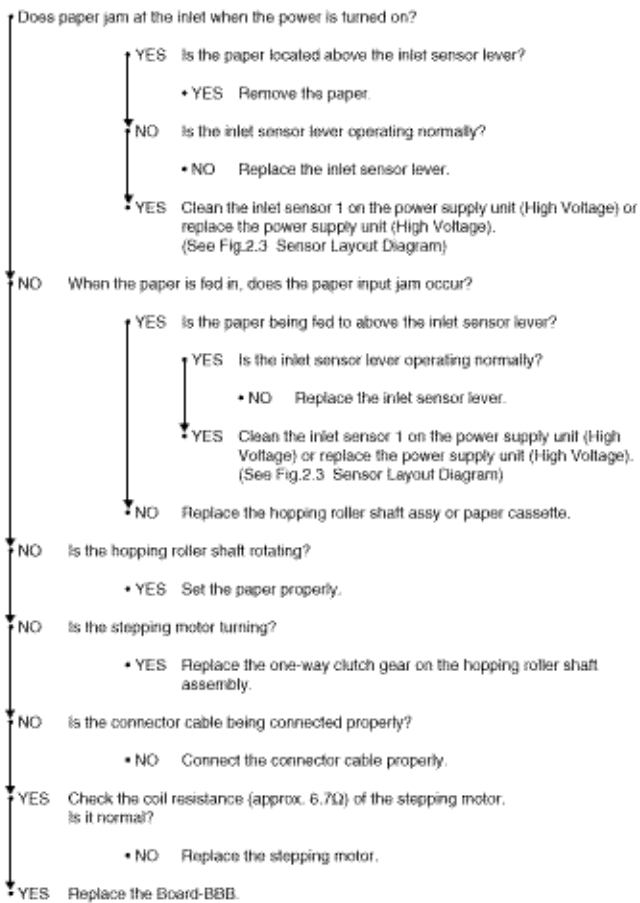 • Does paper jam at the inlet when the power is turned on?
• YES Is the paper located above the inlet sensor lever?
• YES Remove the paper.
• NO Is the inlet sensor lever operating normally?
• NO Replace the inlet sensor lever.
• YES Clean the inlet sensor 1 on the power supply unit (High Voltage) or
replace the power supply unit (High Voltage).
(See Fig.2.3 Sensor Layout Diagram)
• NO When the paper is fed in, does the paper input jam occur?
• YES Is the paper being fed to above the inlet sensor lever?
• YES Is the inlet sensor lever operating normally?
• NO Replace the inlet sensor lever.
• YES Clean the inlet sensor 1 on the power supply unit (High
Voltage) or replace the power supply unit (High Voltage).
(See Fig.2.3 Sensor Layout Diagram)
• NO Replace the hopping roller shaft assy or paper cassette.
• NO Is the hopping roller shaft rotating?
• YES Set the paper properly.
• NO Is the stepping motor turning?
• YES Replace the one-way clutch gear on the hopping roller shaft
assembly.
• NO Is the connector cable being connected properly?
• NO Connect the connector cable properly.
• YES Check the coil resistance (approx. 6.7Ω) of the stepping motor.
Is it normal?
• NO Replace the stepping motor.
• YES Replace the Board-BBB.